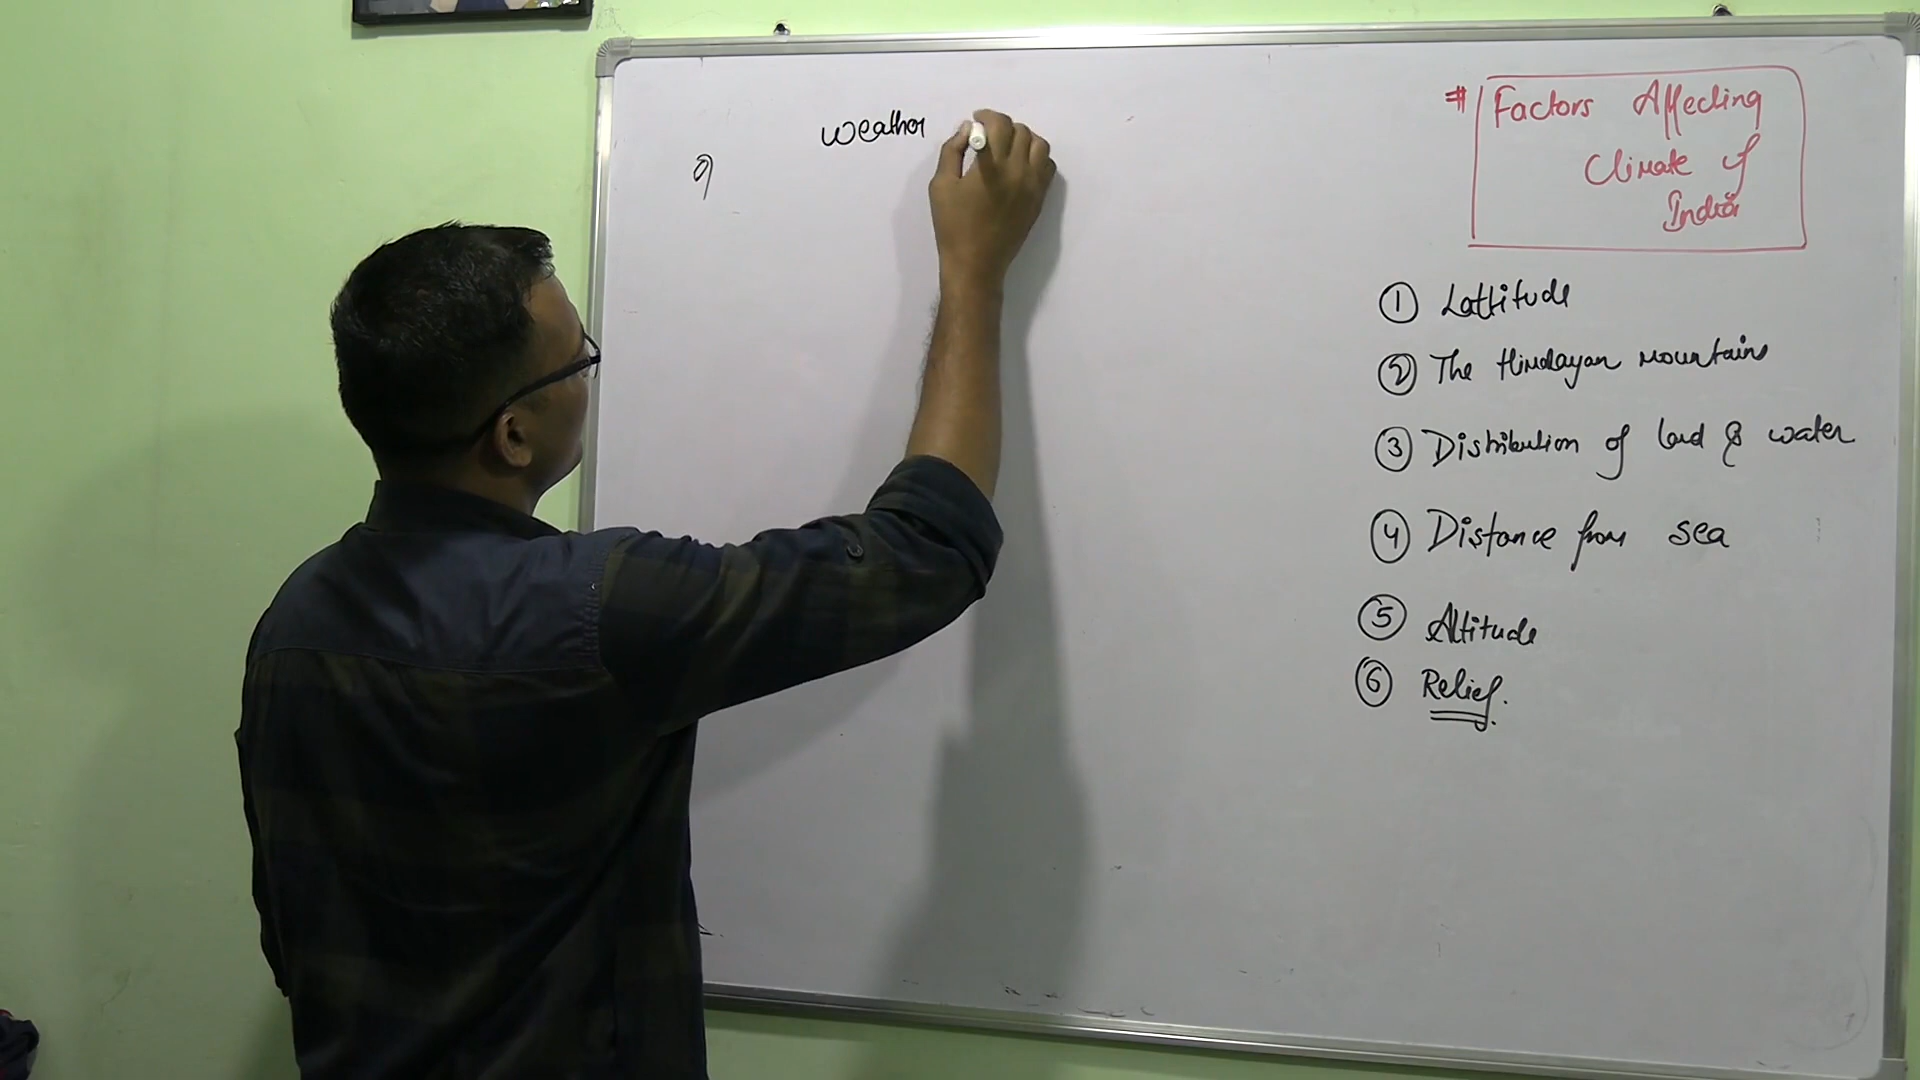 weather
# Factors Affecting
Climate of
India
① Lattitude
② The Himalayan mountains
③ Distribution of land & water
④ Distance from sea
⑤ Altitude
⑥ Relief.